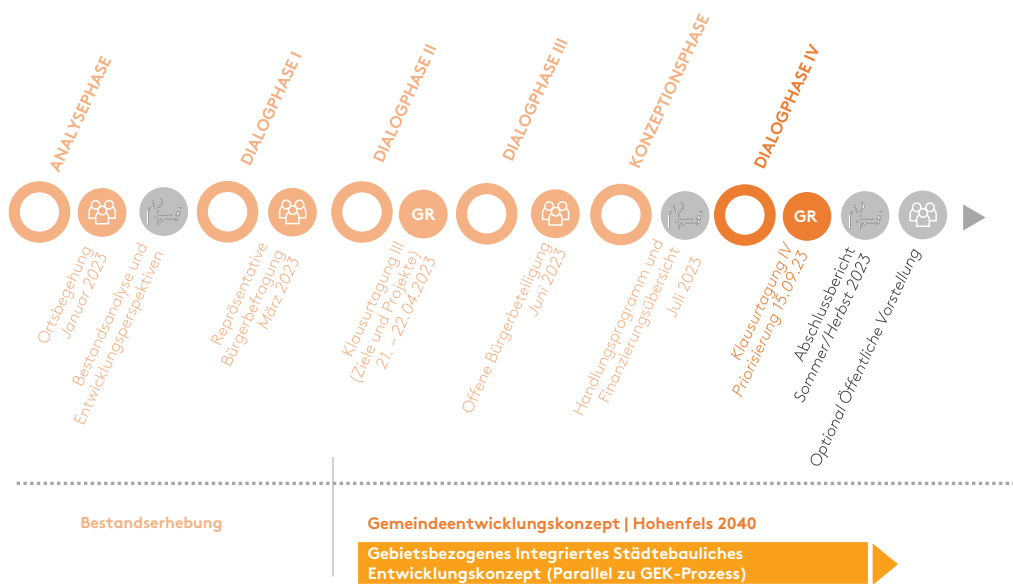 ANALYSEPHASE
DIALOGPHASE I
DIALOGPHASE II
DIALOGPHASE III
KONZEPTIONSPHASE
DIALOGPHASE IV
GR
GR
Ortsbegehung
Januar 2023
Bestandsanalyse und
Entwicklungsperspektiven
Repräsentative
Bürgerbefragung
März 2023
Klausurtagung III
(Ziele und Projekte)
21. – 22.04.2023
Offene Bürgerbeteiligung
Juni 2023
Handlungsprogramm und
Finanzierungsübersicht
Juli 2023
Klausurtagung IV
Priorisierung 15.09.23
Abschlussbericht
Sommer/Herbst 2023
Optional Öffentliche Vorstellung
Bestandserhebung
Gemeindeentwicklungskonzept | Hohenfels 2040
Gebietsbezogenes Integriertes Städtebauliches
Entwicklungskonzept (Parallel zu GEK-Prozess)